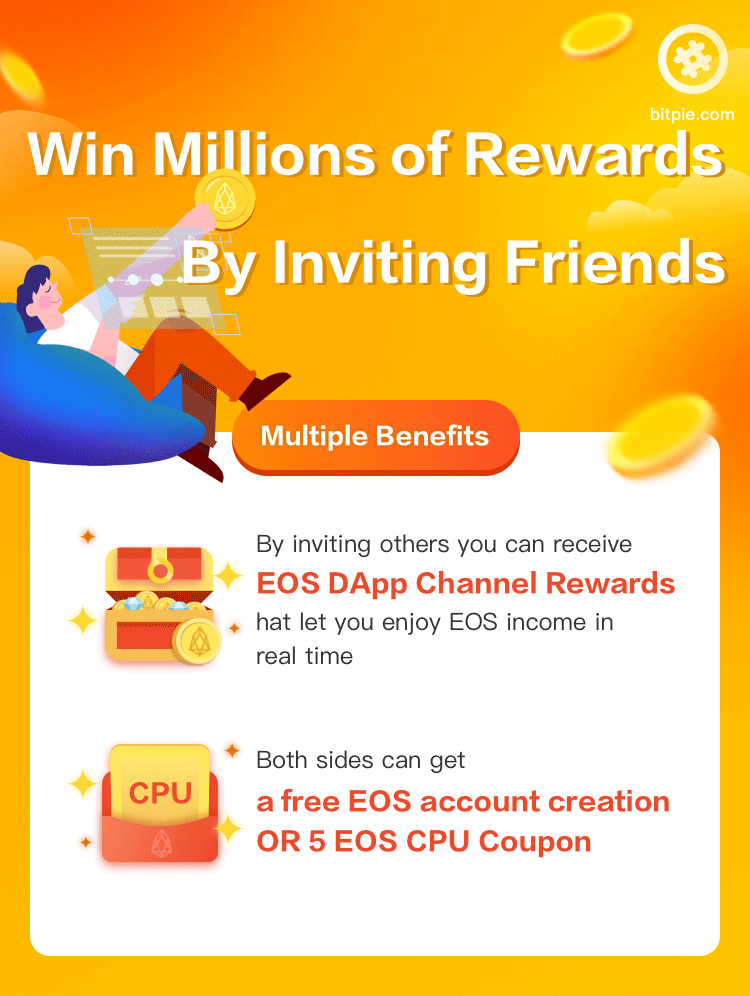 bitpie.com
Win Millions of Rewards
By Inviting Friends
Multiple Benefits
By inviting others you can receive
EOS DApp Channel Rewards
hat let you enjoy EOS income in
real time
CPU
Both sides can get
a free EOS account creation
OR 5 EOS CPU Coupon